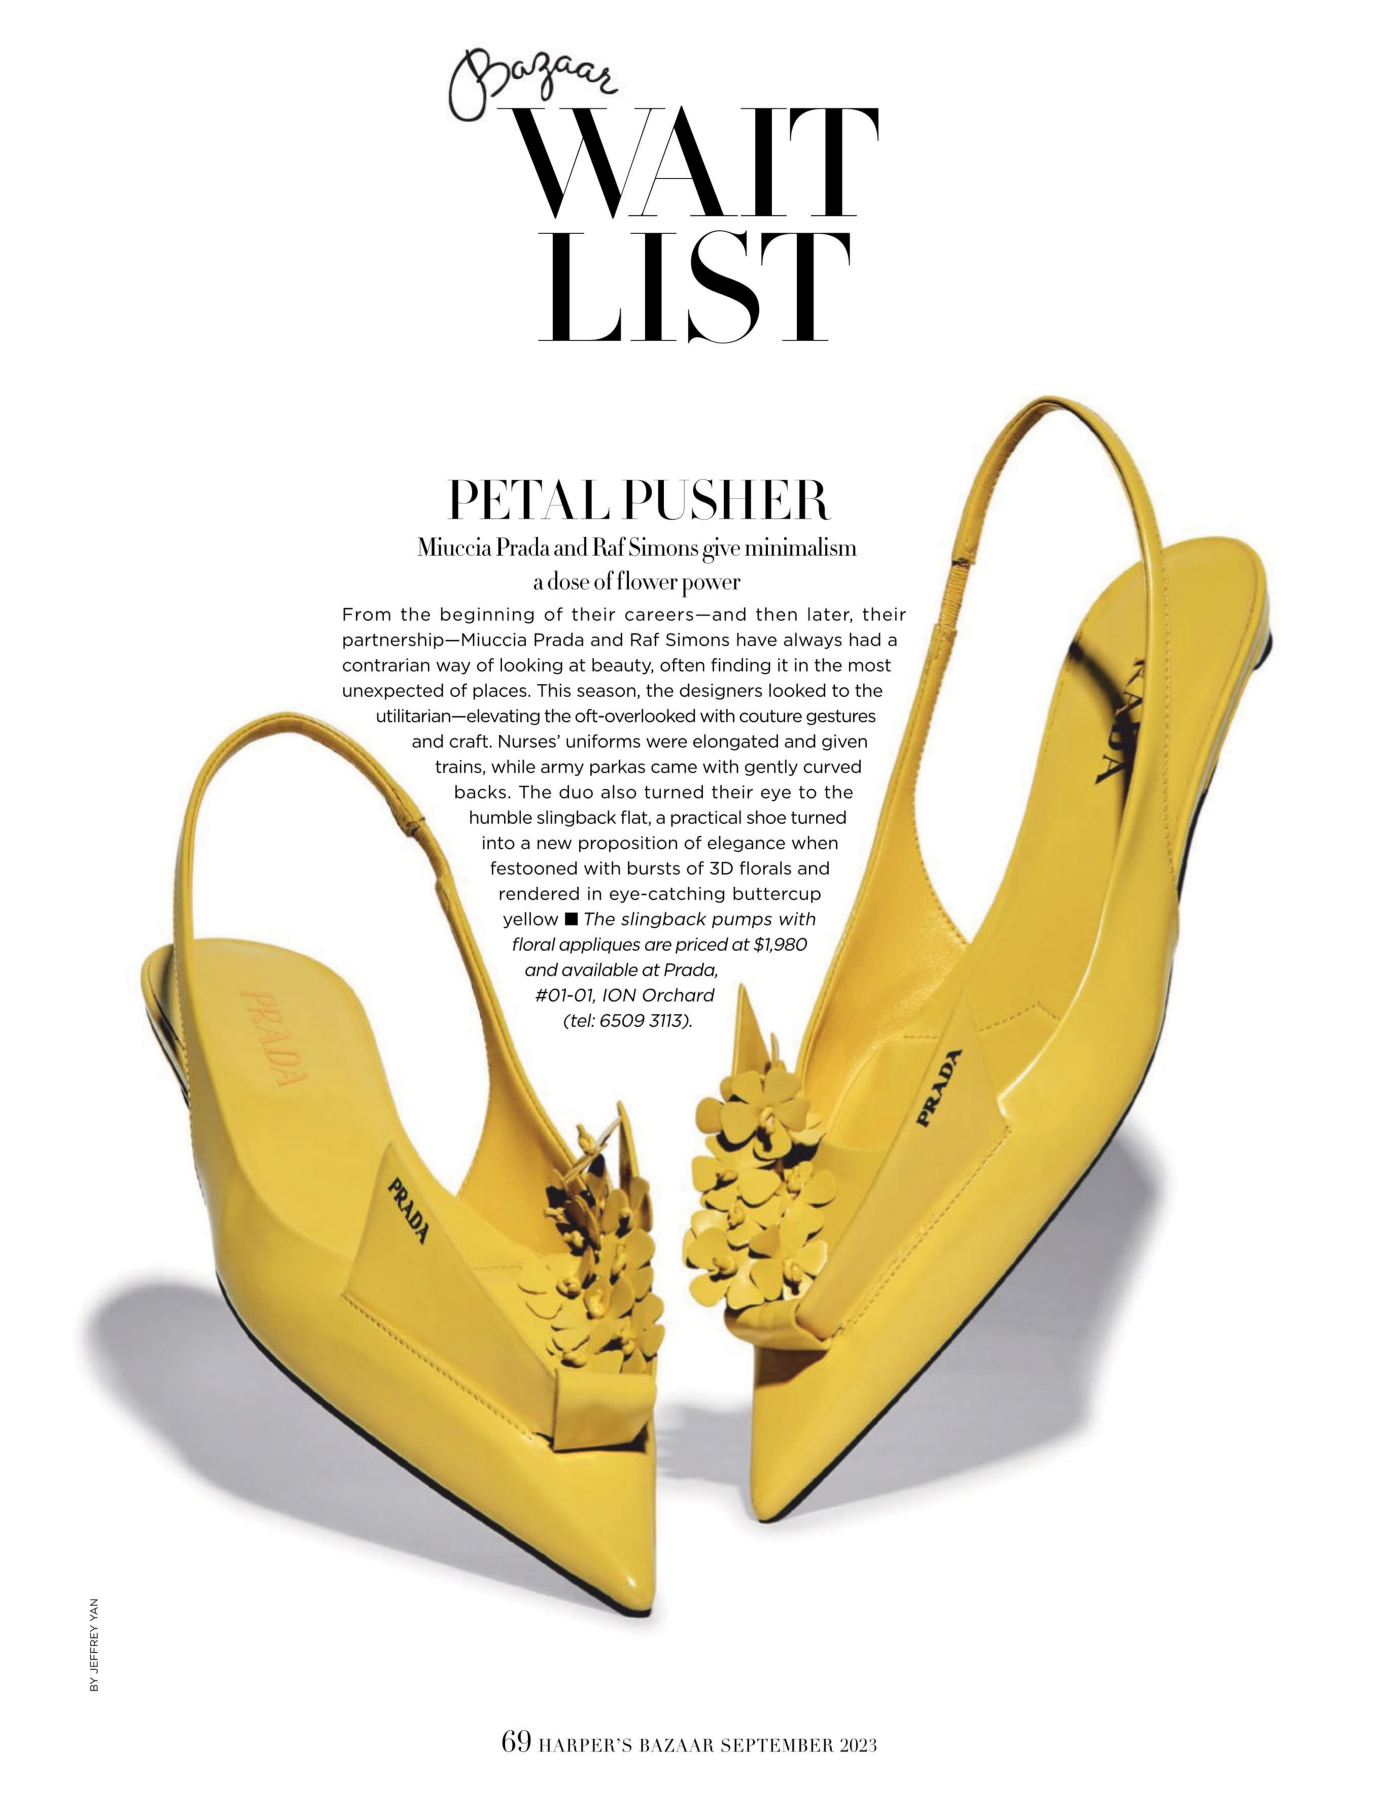 Bazaar
WAIT
LIST
PETAL PUSHER
Miuccia Prada and Raf Simons give minimalism
a dose of flower power
From the beginning of their careers—and then later, their
partnership—Miuccia Prada and Raf Simons have always had a
contrarian way of looking at beauty, often finding it in the most
unexpected of places. This season, the designers looked to the
utilitarian—elevating the oft-overlooked with couture gestures
and craft. Nurses’ uniforms were elongated and given
trains, while army parkas came with gently curved
backs. The duo also turned their eye to the
humble slingback flat, a practical shoe turned
into a new proposition of elegance when
festooned with bursts of 3D florals and
rendered in eye-catching buttercup
yellow ■ The slingback pumps with
floral appliques are priced at $1,980
and available at Prada,
#01-01, ION Orchard
(tel: 6509 3113).
PRADA
PRADA
PRADA
PRADA
BY JEFFREY YAN
69 HARPER’S BAZAAR SEPTEMBER 2023